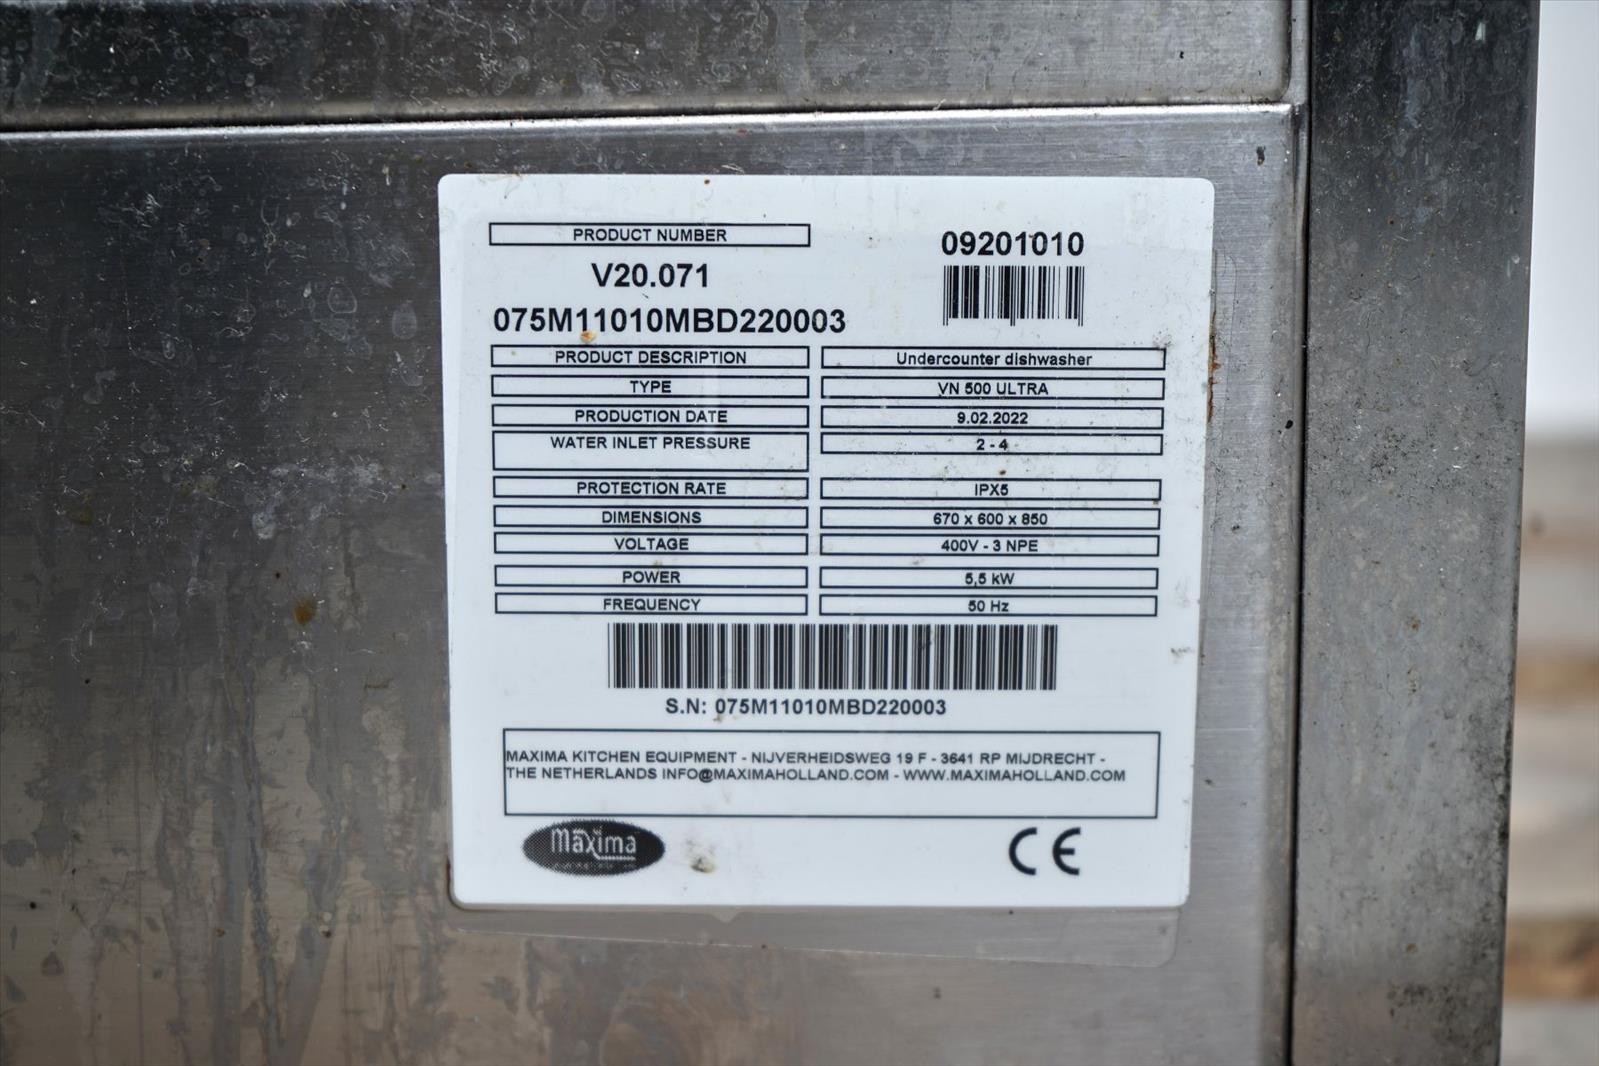 PRODUCT NUMBER
V20.071
09201010
075M11010MBD220003
PRODUCT DESCRIPTION Undercounter dishwasher
TYPE VN 500 ULTRA
PRODUCTION DATE 9.02.2022
WATER INLET PRESSURE 2 - 4
PROTECTION RATE IPX5
DIMENSIONS 670 x 600 x 850
VOLTAGE 400V - 3 NPE
POWER 5,5 kW
FREQUENCY 50 Hz
S.N: 075M11010MBD220003
MAXIMA KITCHEN EQUIPMENT - NIJVERHEIDSWEG 19 F - 3641 RP MIJDRECHT -
THE NETHERLANDS INFO@MAXIMAHOLLAND.COM - WWW.MAXIMAHOLLAND.COM
maxima
CE